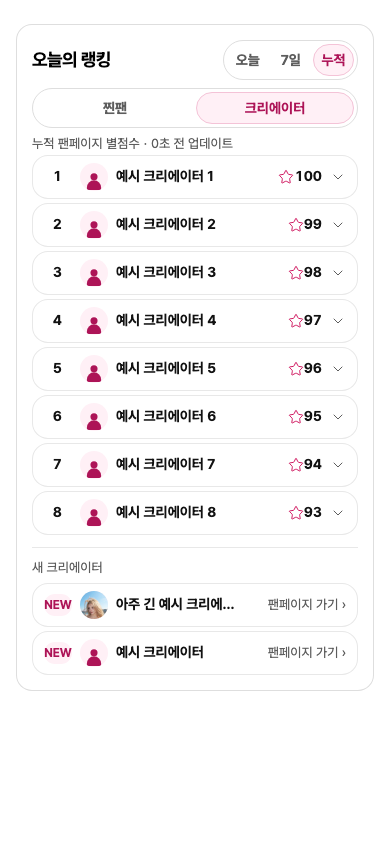 오늘의 랭킹
오늘 7일 누적
찐팬 크리에이터
누적 팬페이지 별점수 · 0초 전 업데이트
1 예시 크리에이터 1 100
2 예시 크리에이터 2 99
3 예시 크리에이터 3 98
4 예시 크리에이터 4 97
5 예시 크리에이터 5 96
6 예시 크리에이터 6 95
7 예시 크리에이터 7 94
8 예시 크리에이터 8 93
새 크리에이터
NEW 아주 긴 예시 크리에... 팬페이지 가기 ›
NEW 예시 크리에이터 팬페이지 가기 ›